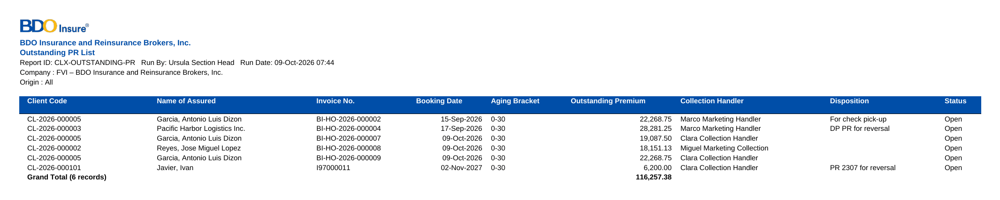 BDO Insure®
BDO Insurance and Reinsurance Brokers, Inc.
Outstanding PR List
Report ID: CLX-OUTSTANDING-PR   Run By: Ursula Section Head   Run Date: 09-Oct-2026 07:44
Company : FVI – BDO Insurance and Reinsurance Brokers, Inc.
Origin : All
Client Code Name of Assured Invoice No. Booking Date Aging Bracket Outstanding Premium Collection Handler Disposition Status
CL-2026-000005 Garcia, Antonio Luis Dizon BI-HO-2026-000002 15-Sep-2026 0-30 22,268.75 Marco Marketing Handler For check pick-up Open
CL-2026-000003 Pacific Harbor Logistics Inc. BI-HO-2026-000004 17-Sep-2026 0-30 28,281.25 Marco Marketing Handler DP PR for reversal Open
CL-2026-000005 Garcia, Antonio Luis Dizon BI-HO-2026-000007 09-Oct-2026 0-30 19,087.50 Clara Collection Handler Open
CL-2026-000002 Reyes, Jose Miguel Lopez BI-HO-2026-000008 09-Oct-2026 0-30 18,151.13 Miguel Marketing Collection Open
CL-2026-000005 Garcia, Antonio Luis Dizon BI-HO-2026-000009 09-Oct-2026 0-30 22,268.75 Clara Collection Handler Open
CL-2026-000101 Javier, Ivan I97000011 02-Nov-2027 0-30 6,200.00 Clara Collection Handler PR 2307 for reversal Open
Grand Total (6 records) 116,257.38